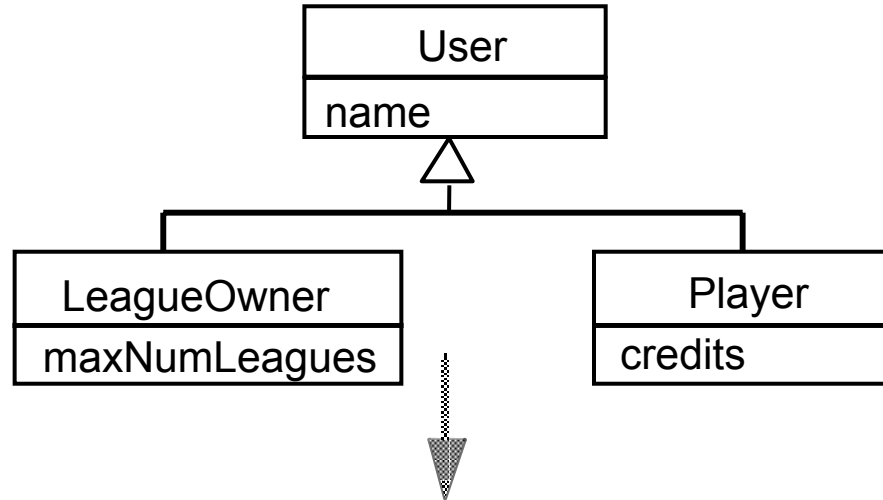 User
name
LeagueOwner
Player
maxNumLeagues
credits